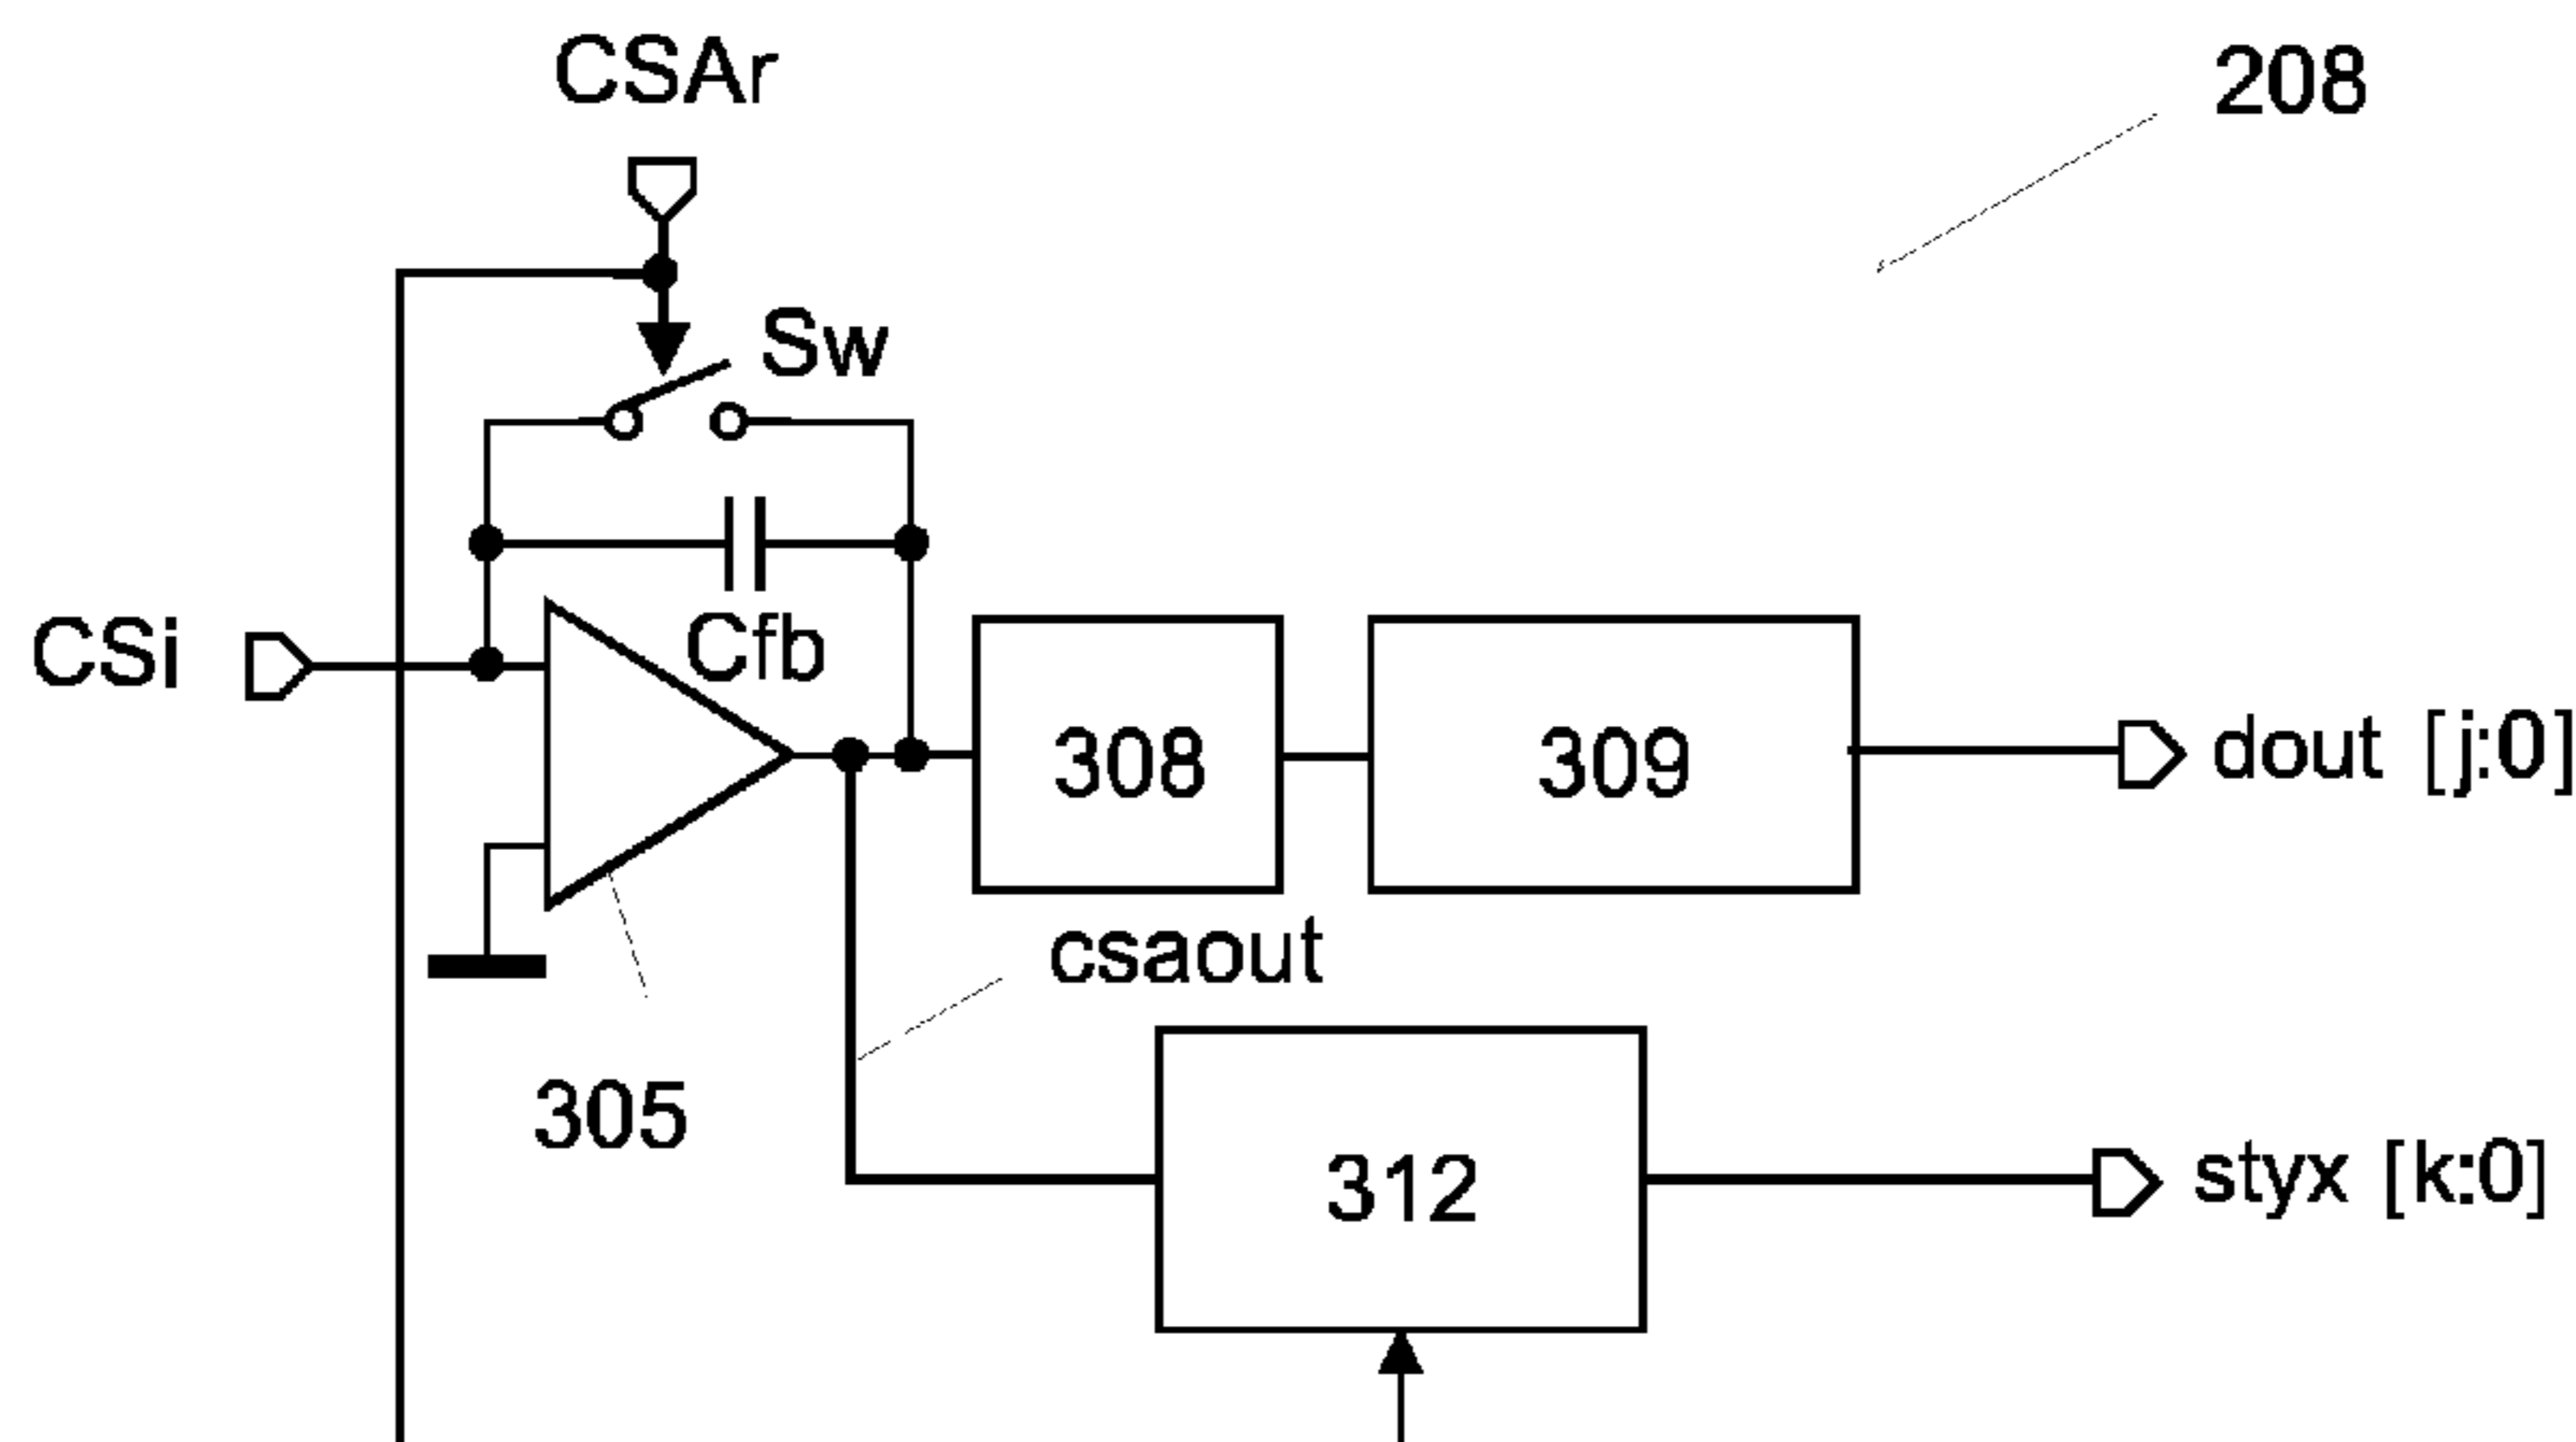 CSAr
208
Sw
Cfb
CSi
308
309
dout [j:0]
csaout
305
312
styx [k:0]